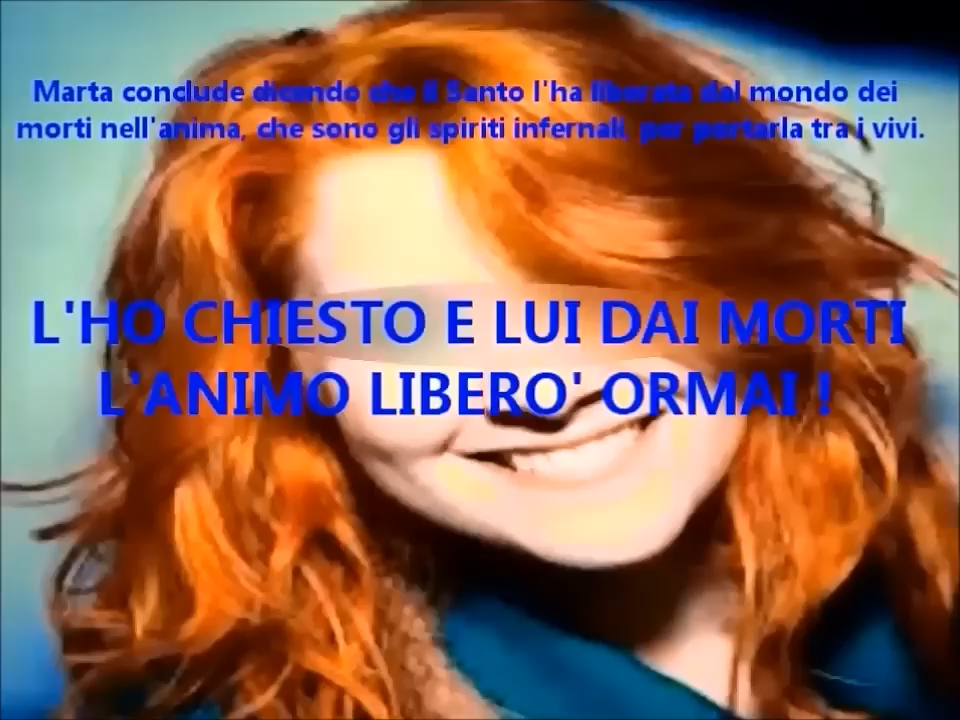 Marta conclude dicendo che il Santo l'ha liberata dal mondo dei
morti nell'anima, che sono gli spiriti infernali, per portarla tra i vivi.
L'HO CHIESTO E LUI DAI MORTI
L'ANIMO LIBERO' ORMAI !